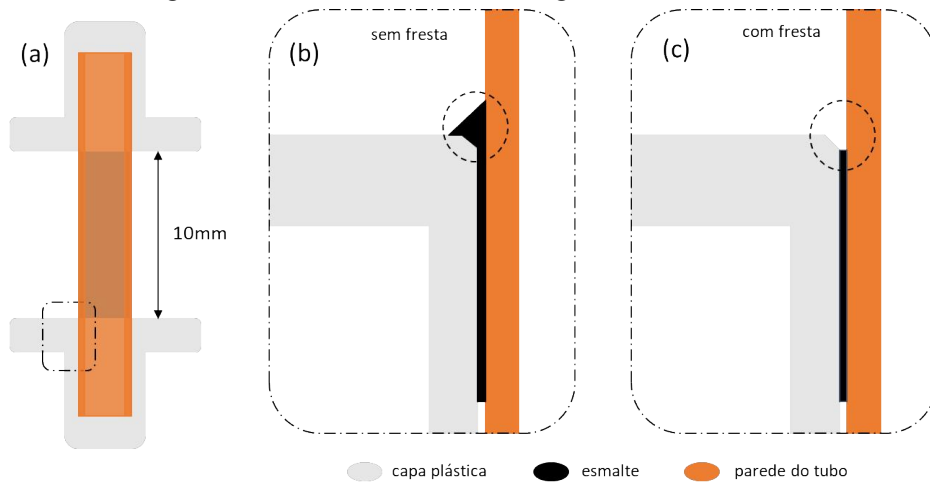 (a)
10mm
(b)
sem fresta
(c)
com fresta
capa plástica
esmalte
parede do tubo